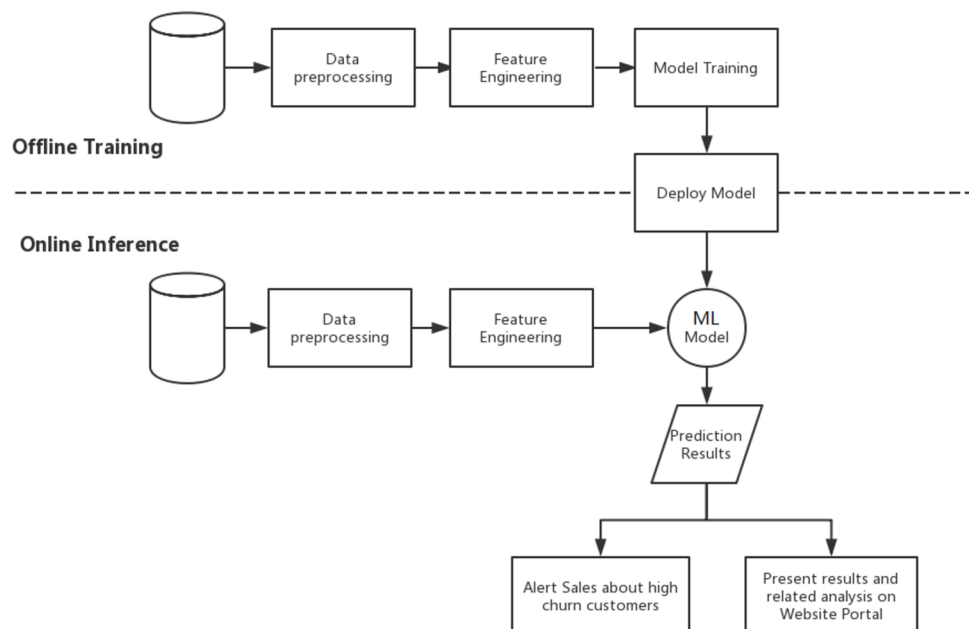 Data
preprocessing
Feature
Engineering
Model Training
Offline Training
Deploy Model
Online Inference
Data
preprocessing
Feature
Engineering
ML
Model
Prediction
Results
Alert Sales about high
churn customers
Present results and
related analysis on
Website Portal